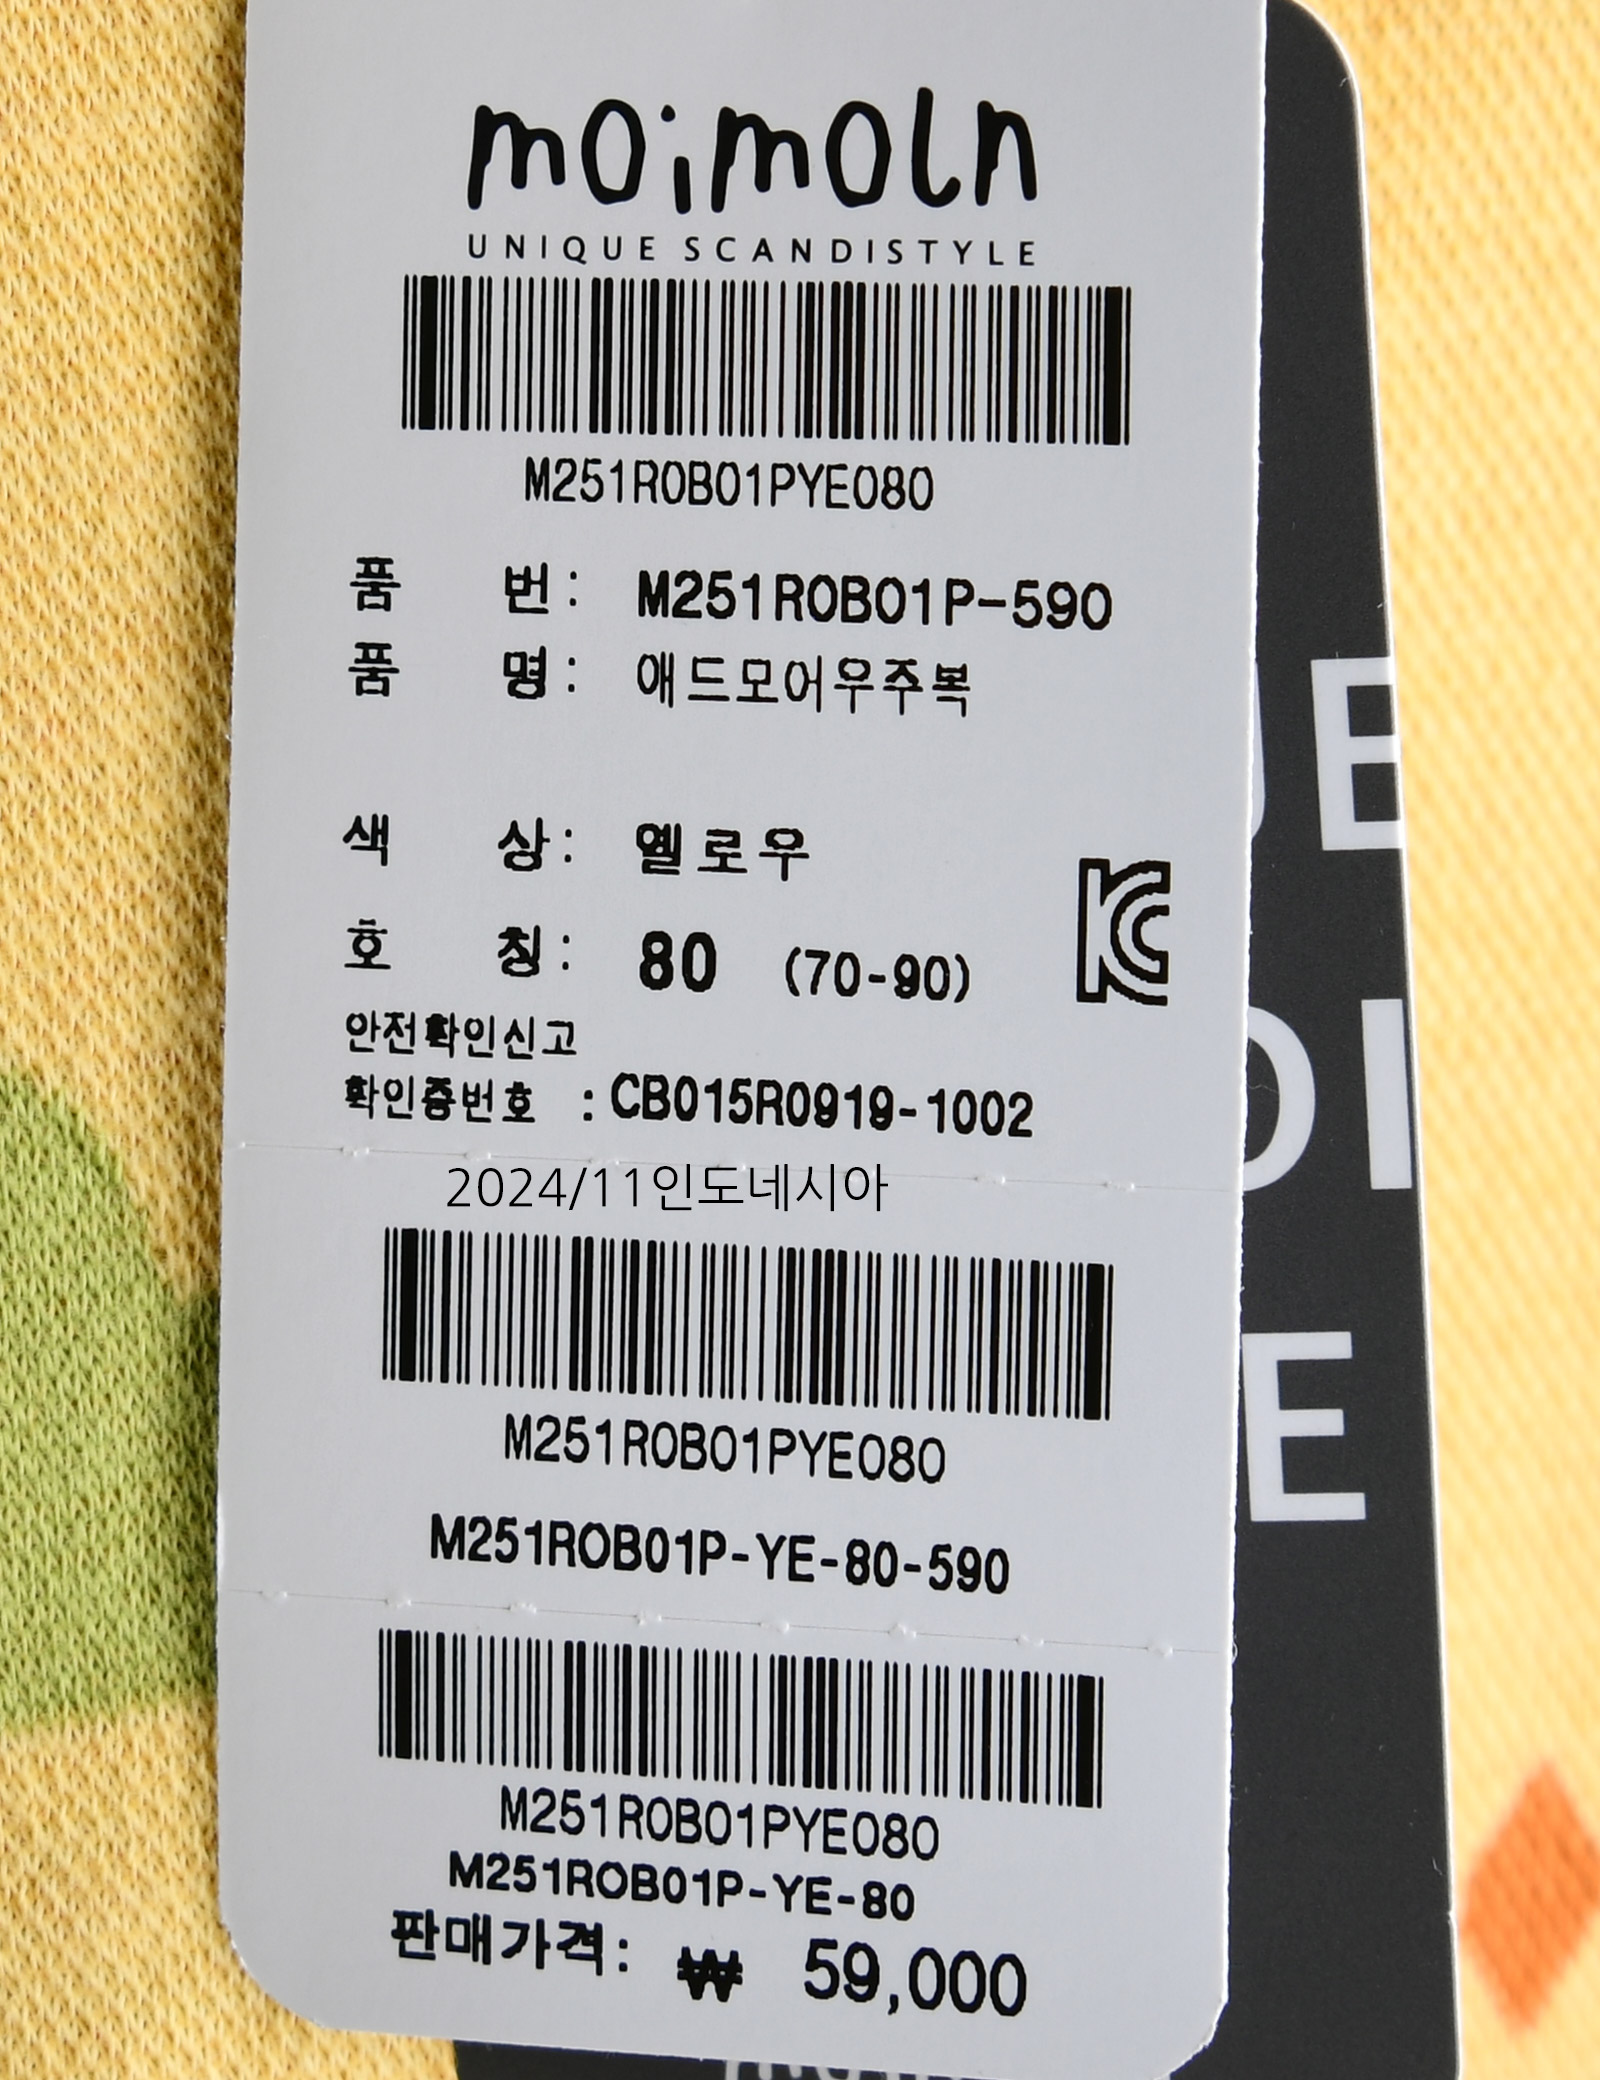 moimoln
UNIQUE SCANDISTYLE
M251R0B01PYE080
품 번: M251R0B01P-590
품 명: 애드모어우주복
색 상: 옐로우
호 칭: 80 (70-90)
안전확인신고
확인증번호 : CB015R0919-1002
2024/11인도네시아
M251R0B01PYE080
M251ROB01P-YE-80-590
M251R0B01PYE080
M251ROB01P-YE-80
판매가격: ₩ 59,000
UE
DI
E